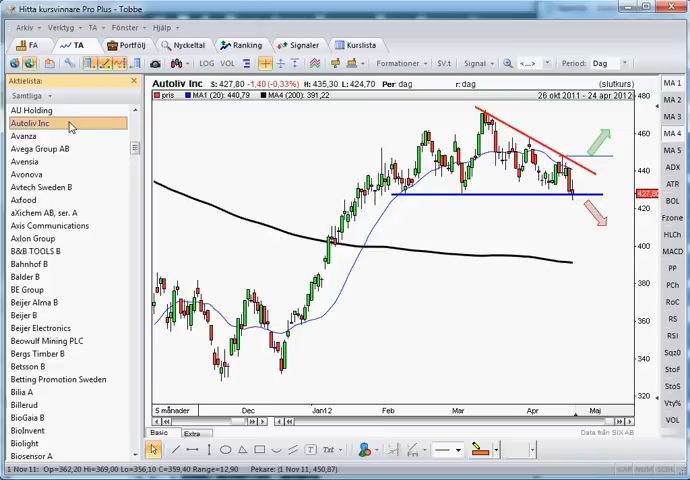 Hitta kursvinnare Pro Plus - Tobbe
Arkiv Verktyg TA Fönster Hjälp
FA TA Portfölj Nyckeltal Ranking Signaler Kurslista
LOG VOL Formationer S:V:I <...> Period: Dag
Aktielista:
Samtliga
AU Holding
Autoliv Inc
Avanza
Avega Group AB
Avensia
Avonova
Avtech Sweden B
Axfood
aXichem AB, ser. A
Axis Communications
Axlon Group
B&B TOOLS B
Bahnhof B
Balder B
BE Group
Beijer Alma B
Beijer B
Beijer Electronics
Beowulf Mining PLC
Bergs Timber B
Betsson B
Betting Promotion Sweden
Bilia A
Billerud
BioGaia B
BioInvent
Biolight
Biosensor A
Autoliv Inc S: 427,80 -1,40 (-0,33%) H: 435,30 L: 424,70 Per: dag r: dag (slutkurs)
pris MA1 (20): 440,79 MA4 (200): 391,22 26 okt 2011 - 24 apr 2012
480
460
440
427,80
420
400
380
360
340
320
5 månader Dec Jan12 Feb Mar Apr Maj
Basic Extra
Data från SIX AB
MA 1
MA 2
MA 3
MA 4
MA 5
ADX
ATR
BOL
Fzone
HLCh
MACD
PP
PCh
RoC
RS
RSI
Sqz0
StoF
StoS
Vty%
VOL
T Txt
1 Nov 11: Op=362,20 Hi=369,00 Lo=356,10 C=359,40 Range=12,90 Pekare: (1 Nov 11, 450,87)
CAP NUM SCRL